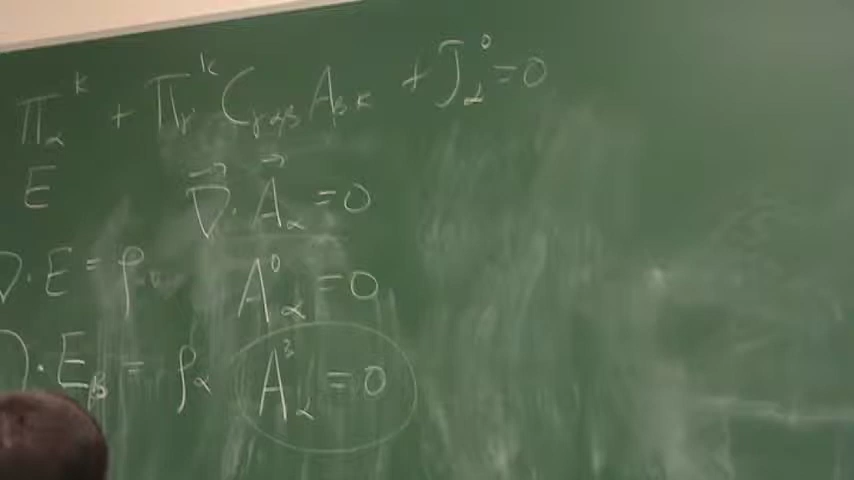 Π_α^k + Π_γ^k C_γαβ A_βk + J_α^0 = 0
E ∇⃗ · A⃗_α = 0
∇ · E = ρ A_α^0 = 0
∇ · E_β = ρ_α A_α^3 = 0